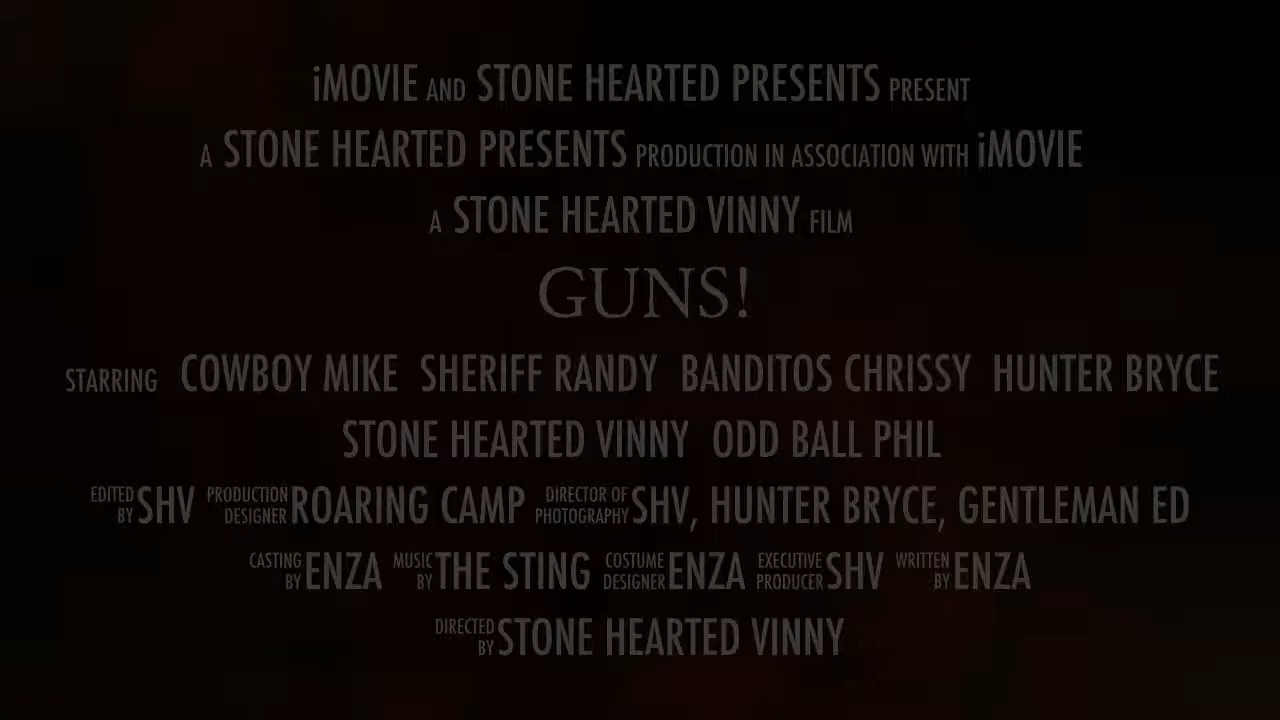 iMOVIE AND STONE HEARTED PRESENTS PRESENT
A STONE HEARTED PRESENTS PRODUCTION IN ASSOCIATION WITH iMOVIE
A STONE HEARTED VINNY FILM
GUNS!
STARRING COWBOY MIKE SHERIFF RANDY BANDITOS CHRISSY HUNTER BRYCE
STONE HEARTED VINNY ODD BALL PHIL
EDITED BY SHV PRODUCTION DESIGNER ROARING CAMP DIRECTOR OF PHOTOGRAPHY SHV, HUNTER BRYCE, GENTLEMAN ED
CASTING BY ENZA MUSIC BY THE STING COSTUME DESIGNER ENZA EXECUTIVE PRODUCER SHV WRITTEN BY ENZA
DIRECTED BY STONE HEARTED VINNY